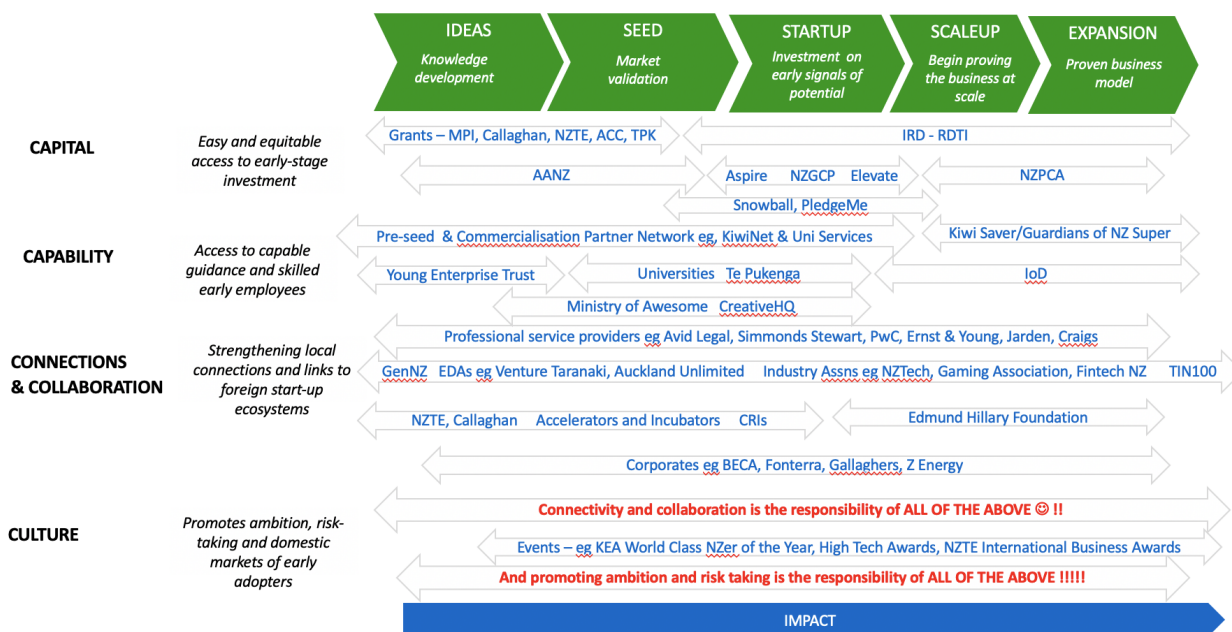 IDEAS
Knowledge
development
SEED
Market
validation
STARTUP
Investment on
early signals of
potential
SCALEUP
Begin proving
the business at
scale
EXPANSION
Proven business
model
CAPITAL
Easy and equitable
access to early-stage
investment
Grants – MPI, Callaghan, NZTE, ACC, TPK
IRD - RDTI
AANZ
Aspire NZGCP Elevate
NZPCA
Snowball, PledgeMe
CAPABILITY
Access to capable
guidance and skilled
early employees
Pre-seed & Commercialisation Partner Network eg, KiwiNet & Uni Services
Kiwi Saver/Guardians of NZ Super
Young Enterprise Trust
Universities Te Pukenga
IoD
Ministry of Awesome CreativeHQ
CONNECTIONS
& COLLABORATION
Strengthening local
connections and links to
foreign start-up
ecosystems
Professional service providers eg Avid Legal, Simmonds Stewart, PwC, Ernst & Young, Jarden, Craigs
GenNZ EDAs eg Venture Taranaki, Auckland Unlimited Industry Assns eg NZTech, Gaming Association, Fintech NZ TIN100
NZTE, Callaghan Accelerators and Incubators CRIs
Edmund Hillary Foundation
Corporates eg BECA, Fonterra, Gallaghers, Z Energy
CULTURE
Promotes ambition, risk-
taking and domestic
markets of early
adopters
Connectivity and collaboration is the responsibility of ALL OF THE ABOVE ☺ !!
Events – eg KEA World Class NZer of the Year, High Tech Awards, NZTE International Business Awards
And promoting ambition and risk taking is the responsibility of ALL OF THE ABOVE !!!!!
IMPACT